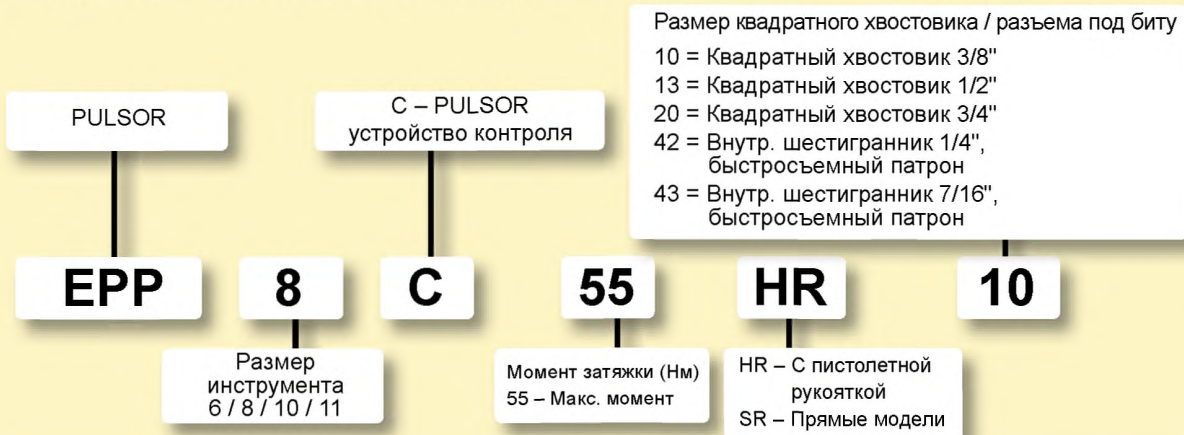 Размер квадратного хвостовика / разъема под биту
10 = Квадратный хвостовик 3/8"
13 = Квадратный хвостовик 1/2"
20 = Квадратный хвостовик 3/4"
42 = Внутр. шестигранник 1/4",
быстросъемный патрон
43 = Внутр. шестигранник 7/16",
быстросъемный патрон
PULSOR
C – PULSOR
устройство контроля
EPP 8 C 55 HR 10
Размер
инструмента
6 / 8 / 10 / 11
Момент затяжки (Нм)
55 – Макс. момент
HR – С пистолетной
рукояткой
SR – Прямые модели